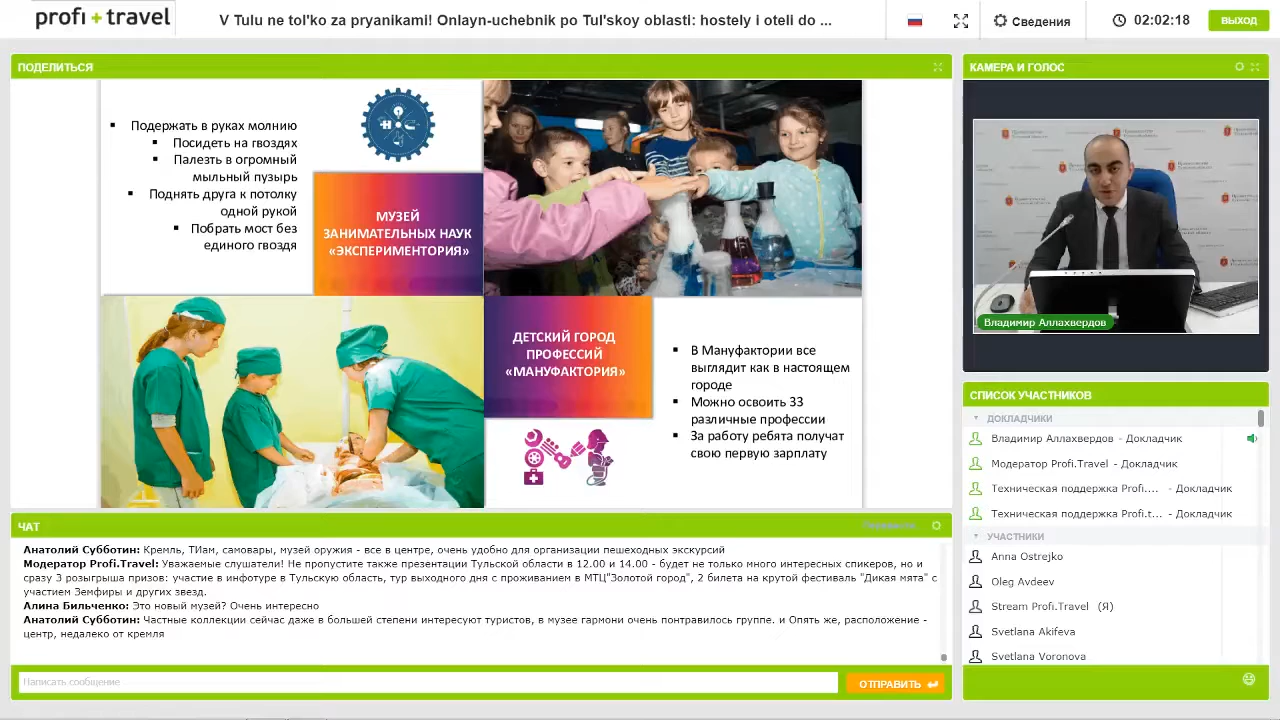 profi + travel
V Tulu ne tol'ko za pryanikami! Onlayn-uchebnik po Tul'skoy oblasti: hostely i oteli do ...
Сведения
02:02:18
ВЫХОД
ПОДЕЛИТЬСЯ
▪ Подержать в руках молнию
▪ Посидеть на гвоздях
▪ Палезть в огромный
мыльный пузырь
▪ Поднять друга к потолку
одной рукой
▪ Побрать мост без
единого гвоздя
МУЗЕЙ
ЗАНИМАТЕЛЬНЫХ НАУК
«ЭКСПЕРИМЕНТОРИЯ»
ДЕТСКИЙ ГОРОД
ПРОФЕССИЙ
«МАНУФАКТОРИЯ»
▪ В Мануфактории все
выглядит как в настоящем
городе
▪ Можно освоить 33
различные профессии
▪ За работу ребята получат
свою первую зарплату
КАМЕРА И ГОЛОС
Владимир Аллахвердов
СПИСОК УЧАСТНИКОВ
ДОКЛАДЧИКИ
Владимир Аллахвердов - Докладчик
Модератор Profi.Travel - Докладчик
Техническая поддержка Profi.... - Докладчик
Техническая поддержка Profi.t... - Докладчик
УЧАСТНИКИ
Anna Ostrejko
Oleg Avdeev
Stream Profi.Travel (Я)
Svetlana Akifeva
Svetlana Voronova
ЧАТ
Анатолий Субботин: Кремль, ТИам, самовары, музей оружия - все в центре, очень удобно для организации пешеходных экскурсий
Модератор Profi.Travel: Уважаемые слушатели! Не пропустите также презентации Тульской области в 12.00 и 14.00 - будет не только много интересных спикеров, но и
сразу 3 розыгрыша призов: участие в инфотуре в Тульскую область, тур выходного дня с проживанием в МТЦ"Золотой город", 2 билета на крутой фестиваль "Дикая мята" с
участием Земфиры и других звезд.
Алина Бильченко: Это новый музей? Очень интересно
Анатолий Субботин: Частные коллекции сейчас даже в большей степени интересуют туристов, в музее гармони очень понтравилось группе. и Опять же, расположение -
центр, недалеко от кремля
Написать сообщение
ОТПРАВИТЬ